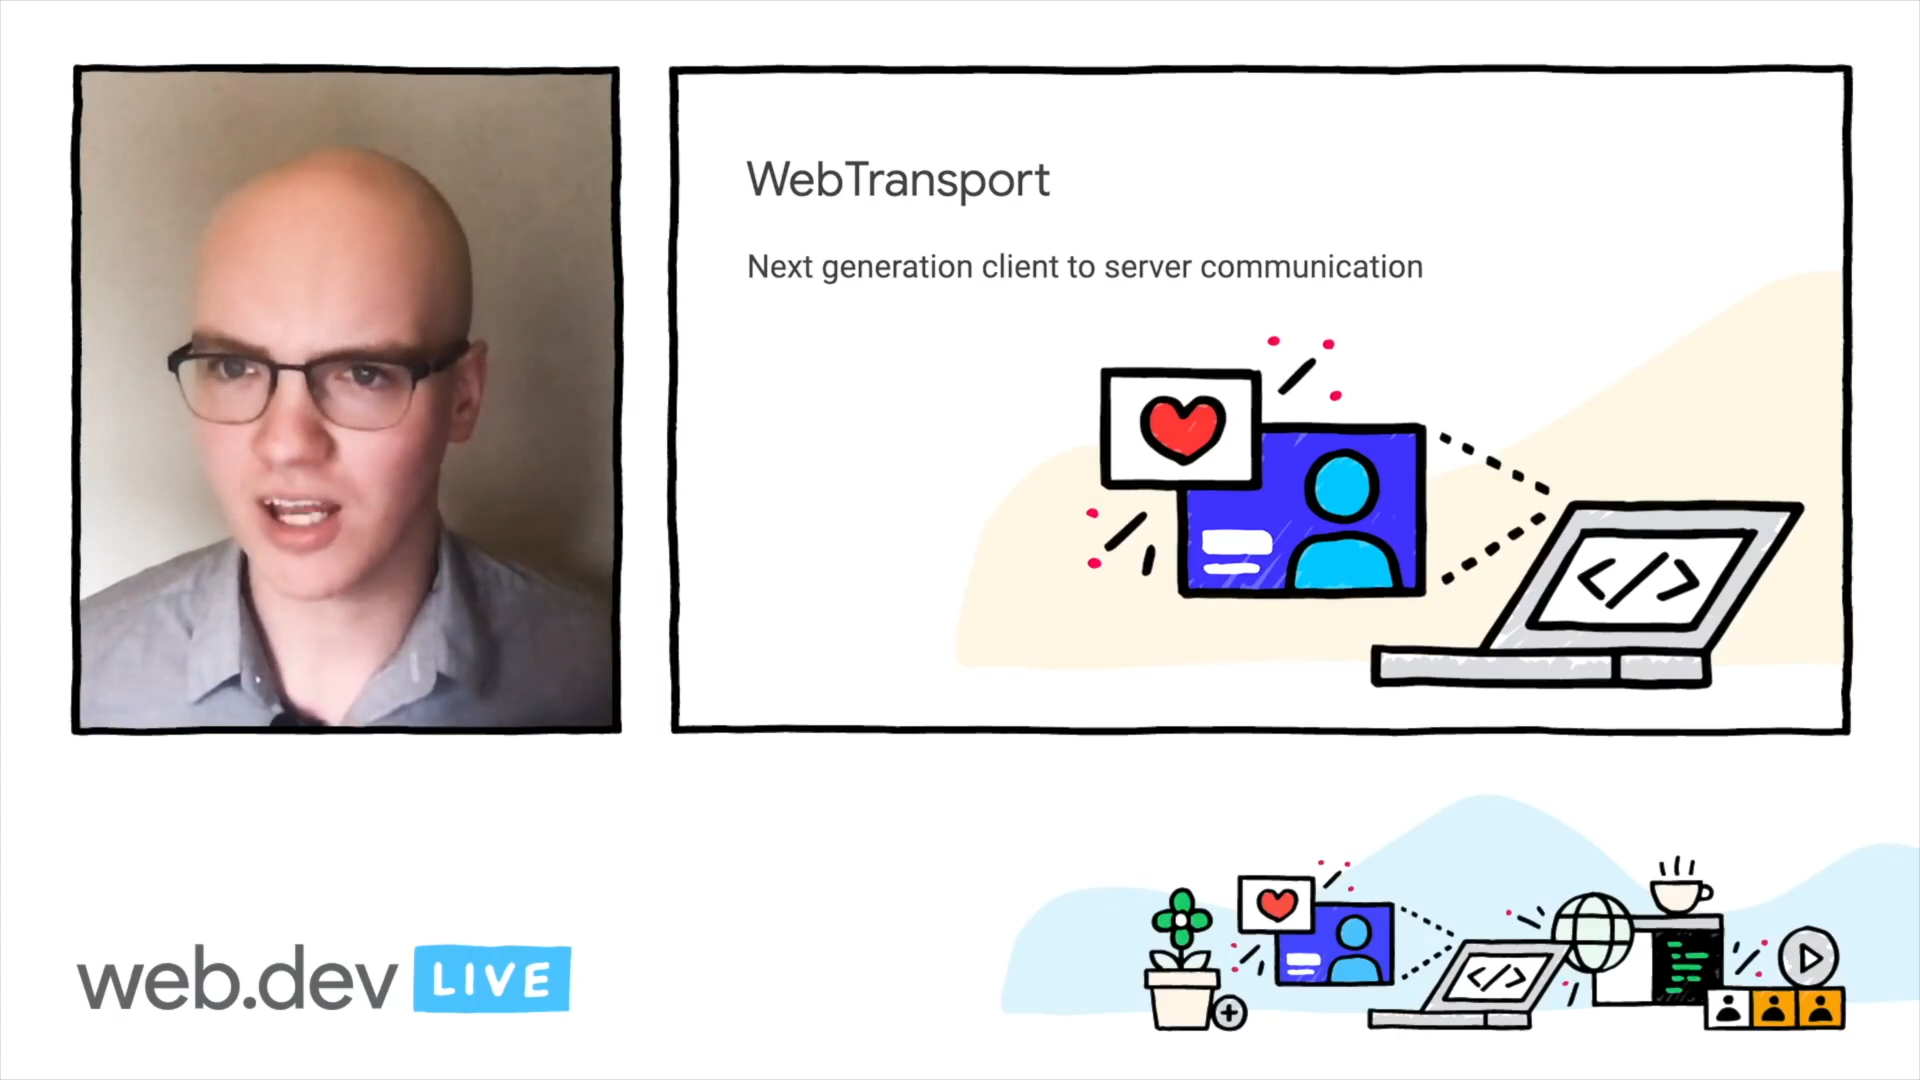 WebTransport
Next generation client to server communication
</>
web.dev LIVE
</>